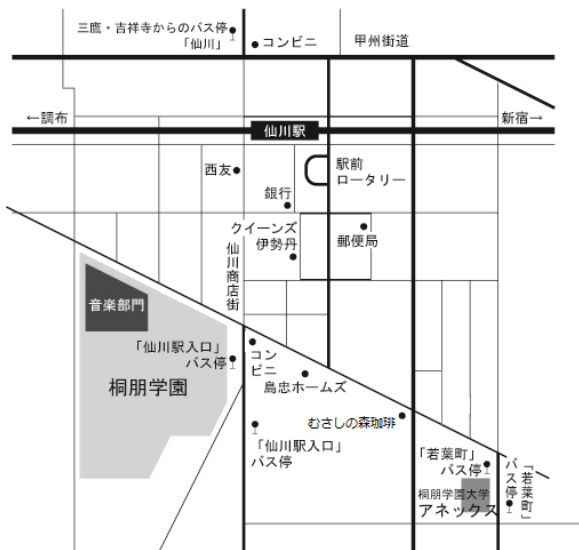 三鷹・吉祥寺からのバス停
「仙川」
コンビニ
甲州街道
←調布
新宿→
仙川駅
西友
駅前
ロータリー
銀行
クイーンズ
伊勢丹
郵便局
仙川商店街
音楽部門
「仙川駅入口」
バス停
コン
ビニ
桐朋学園
島忠ホームズ
むさしの森珈琲
「仙川駅入口」
バス停
「若葉町」
バス停
「若葉町」
バス停
桐朋学園大学
アネックス